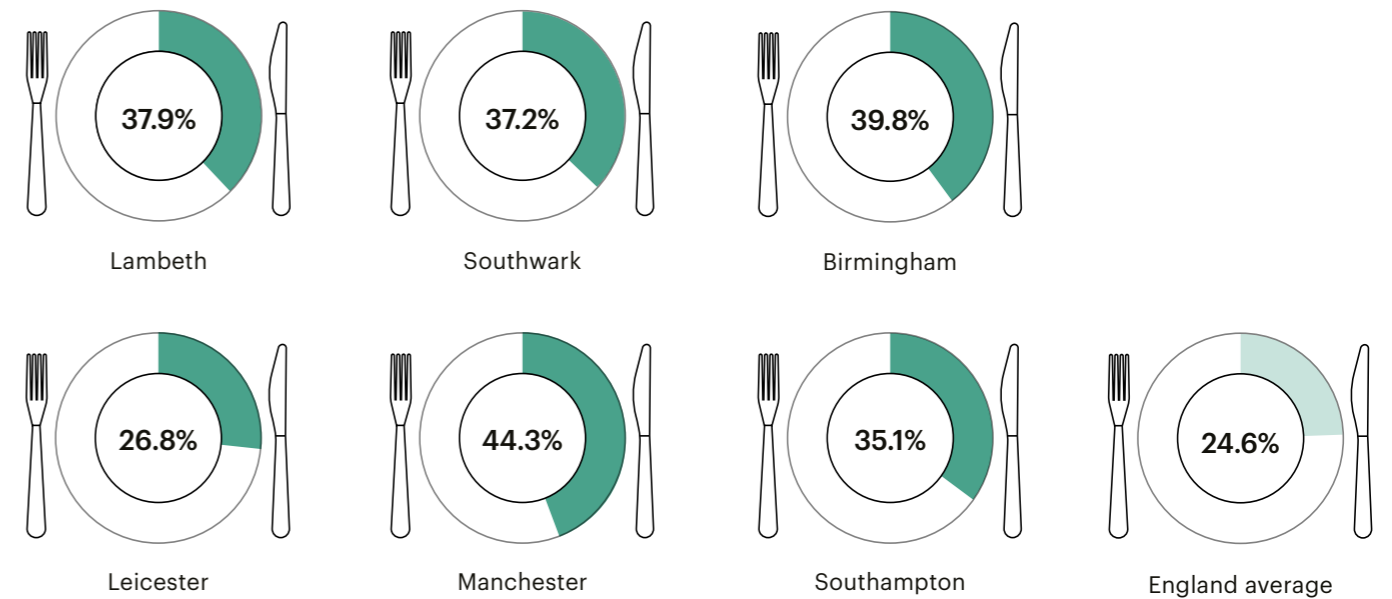 37.9%
Lambeth
37.2%
Southwark
39.8%
Birmingham
26.8%
Leicester
44.3%
Manchester
35.1%
Southampton
24.6%
England average